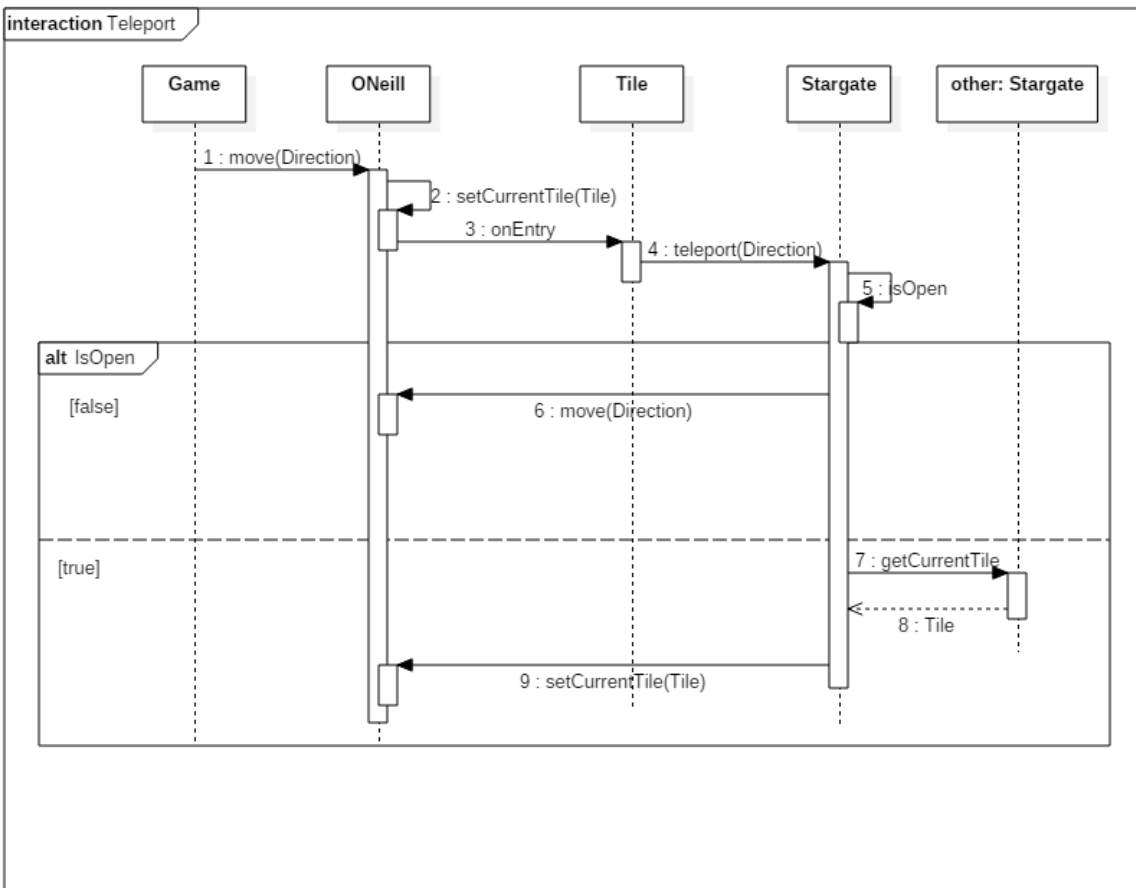 interaction Teleport
Game
ONeill
Tile
Stargate
other: Stargate
1 : move(Direction)
2 : setCurrentTile(Tile)
3 : onEntry
4 : teleport(Direction)
5 : isOpen
alt IsOpen
[false]
6 : move(Direction)
[true]
7 : getCurrentTile
8 : Tile
9 : setCurrentTile(Tile)